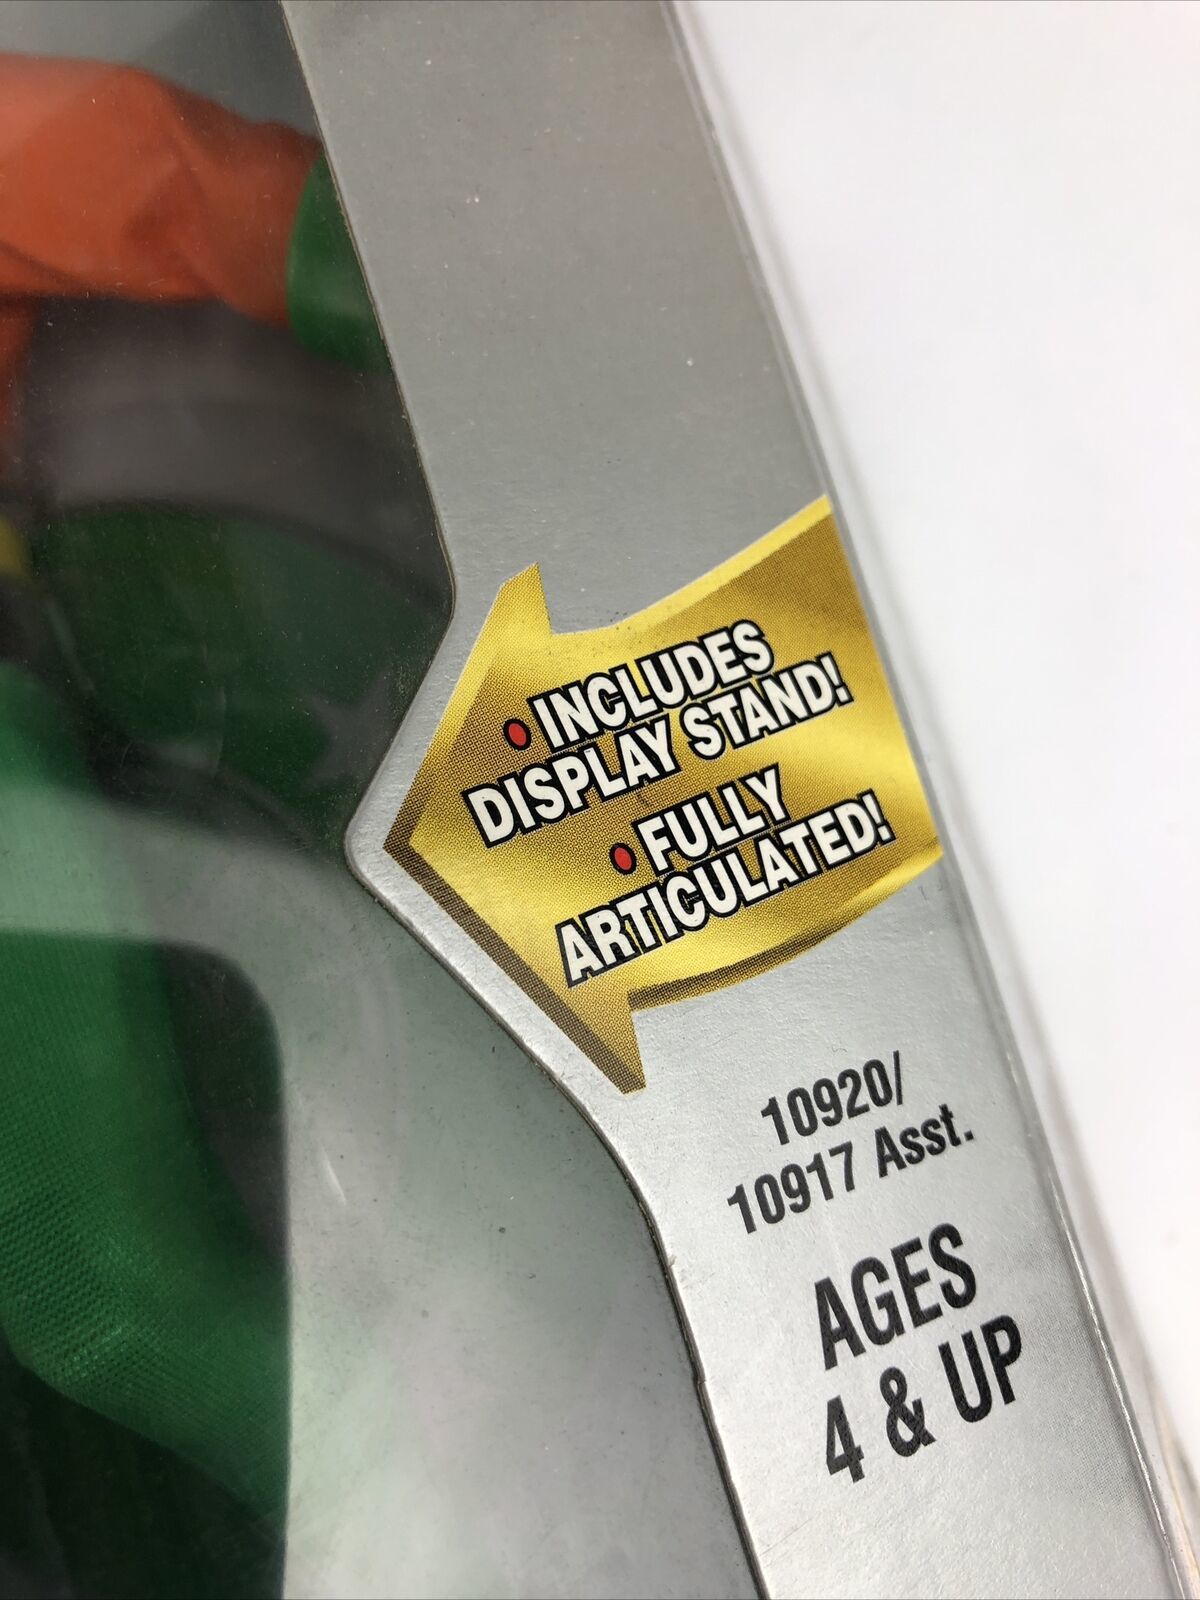 • INCLUDES
DISPLAY STAND!
• FULLY
ARTICULATED!
10920/
10917 Asst.
AGES
4 & UP